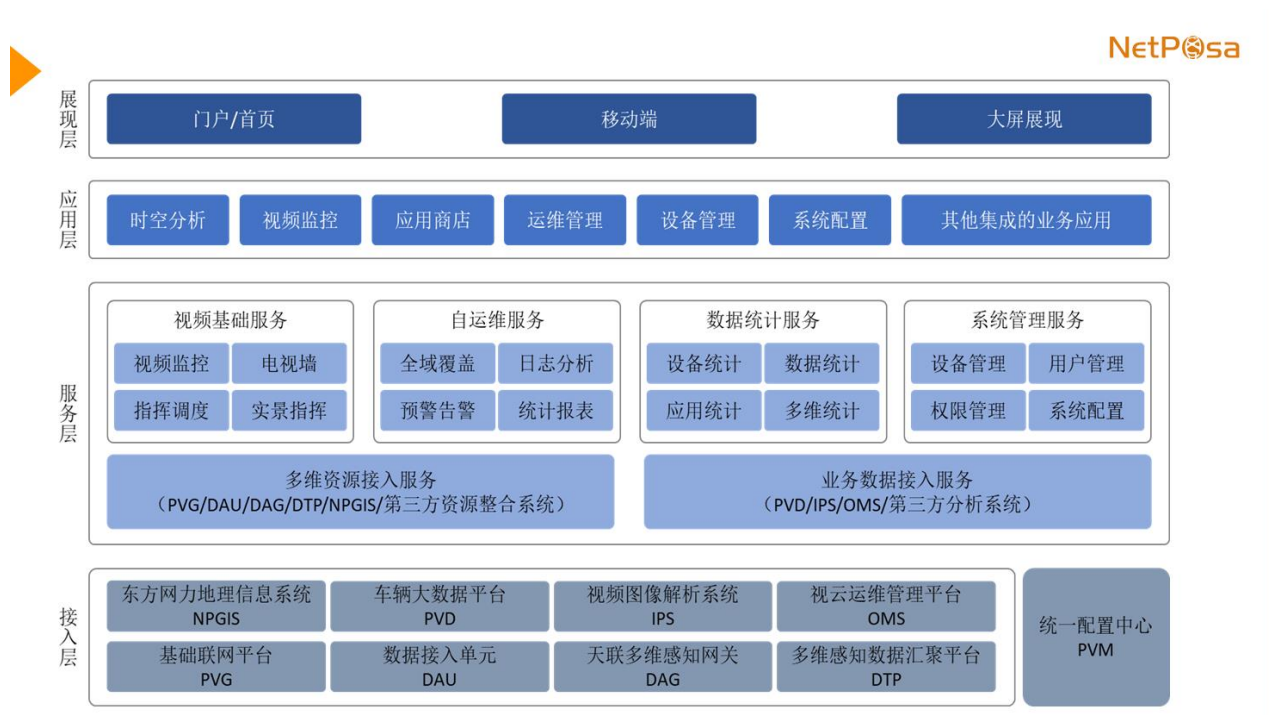 NetPosa
展现层
门户/首页
移动端
大屏展现
应用层
时空分析
视频监控
应用商店
运维管理
设备管理
系统配置
其他集成的业务应用
服务层
视频基础服务
视频监控
电视墙
指挥调度
实景指挥
自运维服务
全域覆盖
日志分析
预警告警
统计报表
数据统计服务
设备统计
数据统计
应用统计
多维统计
系统管理服务
设备管理
用户管理
权限管理
系统配置
多维资源接入服务
（PVG/DAU/DAG/DTP/NPGIS/第三方资源整合系统）
业务数据接入服务
（PVD/IPS/OMS/第三方分析系统）
接入层
东方网力地理信息系统
NPGIS
车辆大数据平台
PVD
视频图像解析系统
IPS
视云运维管理平台
OMS
基础联网平台
PVG
数据接入单元
DAU
天联多维感知网关
DAG
多维感知数据汇聚平台
DTP
统一配置中心
PVM